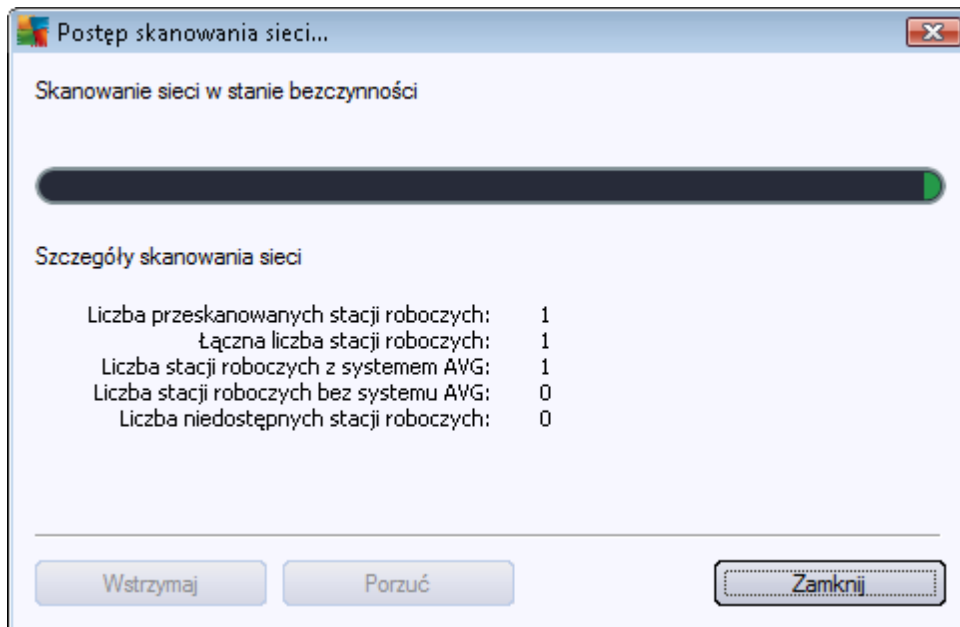 Postęp skanowania sieci...
Skanowanie sieci w stanie bezczynności
Szczegóły skanowania sieci
Liczba przeskanowanych stacji roboczych: 1
Łączna liczba stacji roboczych: 1
Liczba stacji roboczych z systemem AVG: 1
Liczba stacji roboczych bez systemu AVG: 0
Liczba niedostępnych stacji roboczych: 0
Wstrzymaj Porzuć Zamknij